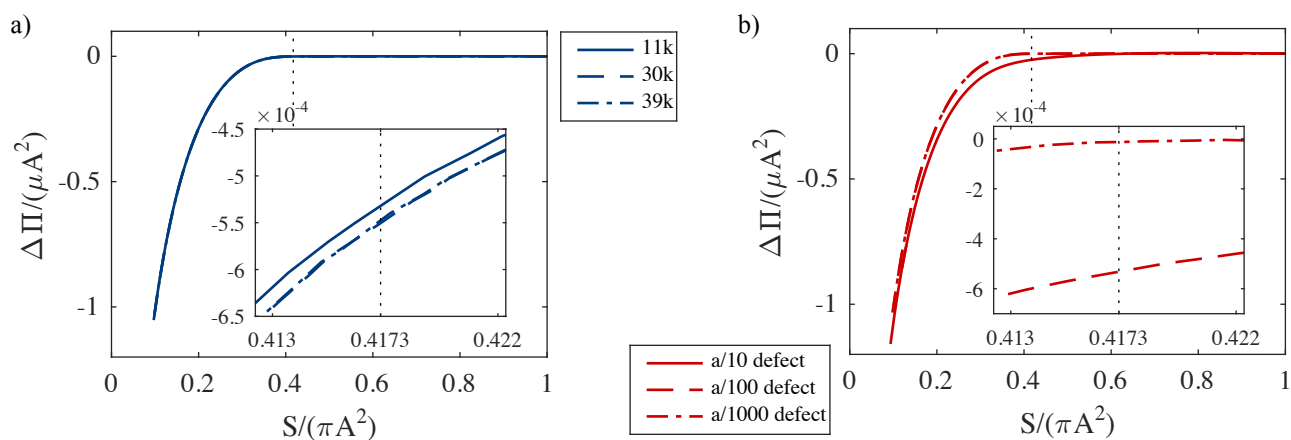 a)
0
-0.5
-1
ΔΠ/(μA²)
× 10⁻⁴
-4.5
-5
-5.5
-6
-6.5
0.413
0.4173
0.422
0
0.2
0.4
0.6
0.8
1
S/(πA²)
11k
30k
39k
b)
0
-0.5
-1
ΔΠ/(μA²)
× 10⁻⁴
0
-2
-4
-6
0.413
0.4173
0.422
0
0.2
0.4
0.6
0.8
1
S/(πA²)
a/10 defect
a/100 defect
a/1000 defect